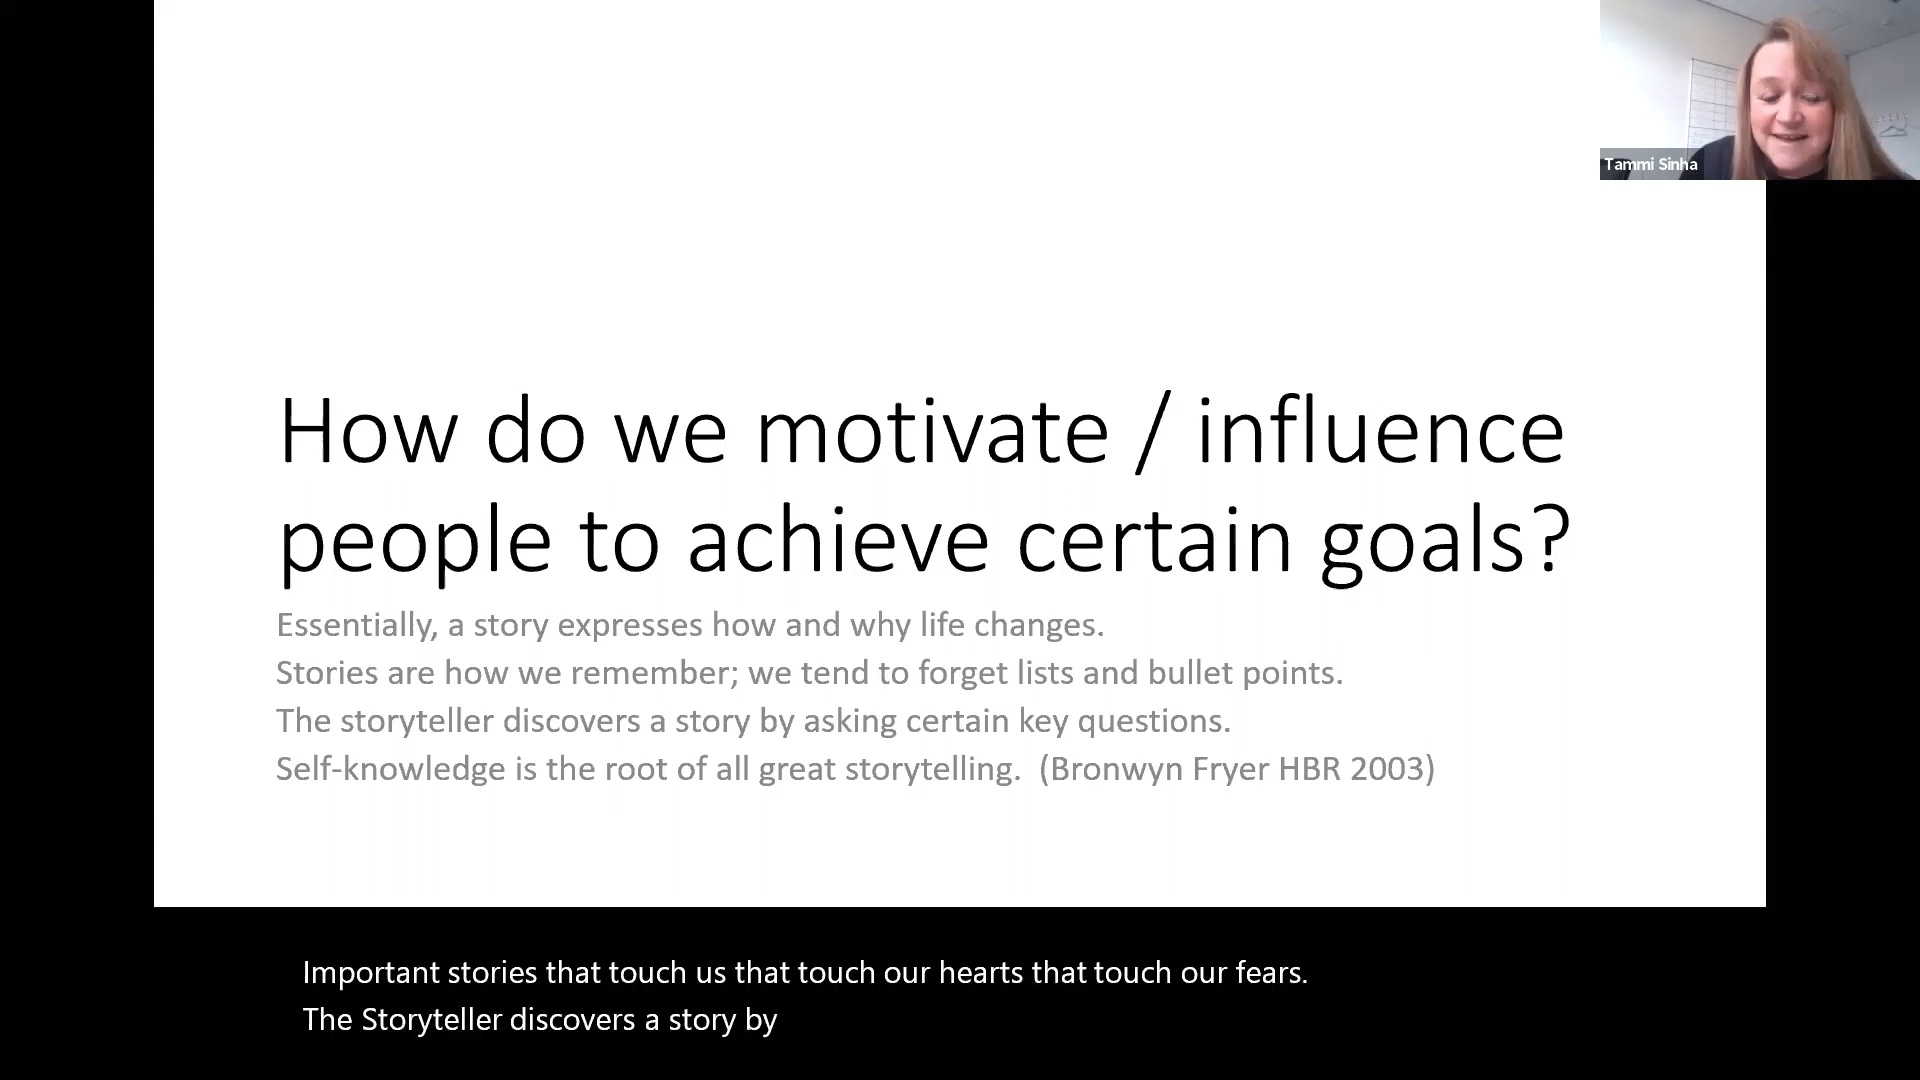 Tammi Sinha
How do we motivate / influence
people to achieve certain goals?
Essentially, a story expresses how and why life changes.
Stories are how we remember; we tend to forget lists and bullet points.
The storyteller discovers a story by asking certain key questions.
Self-knowledge is the root of all great storytelling.  (Bronwyn Fryer HBR 2003)
Important stories that touch us that touch our hearts that touch our fears.
The Storyteller discovers a story by